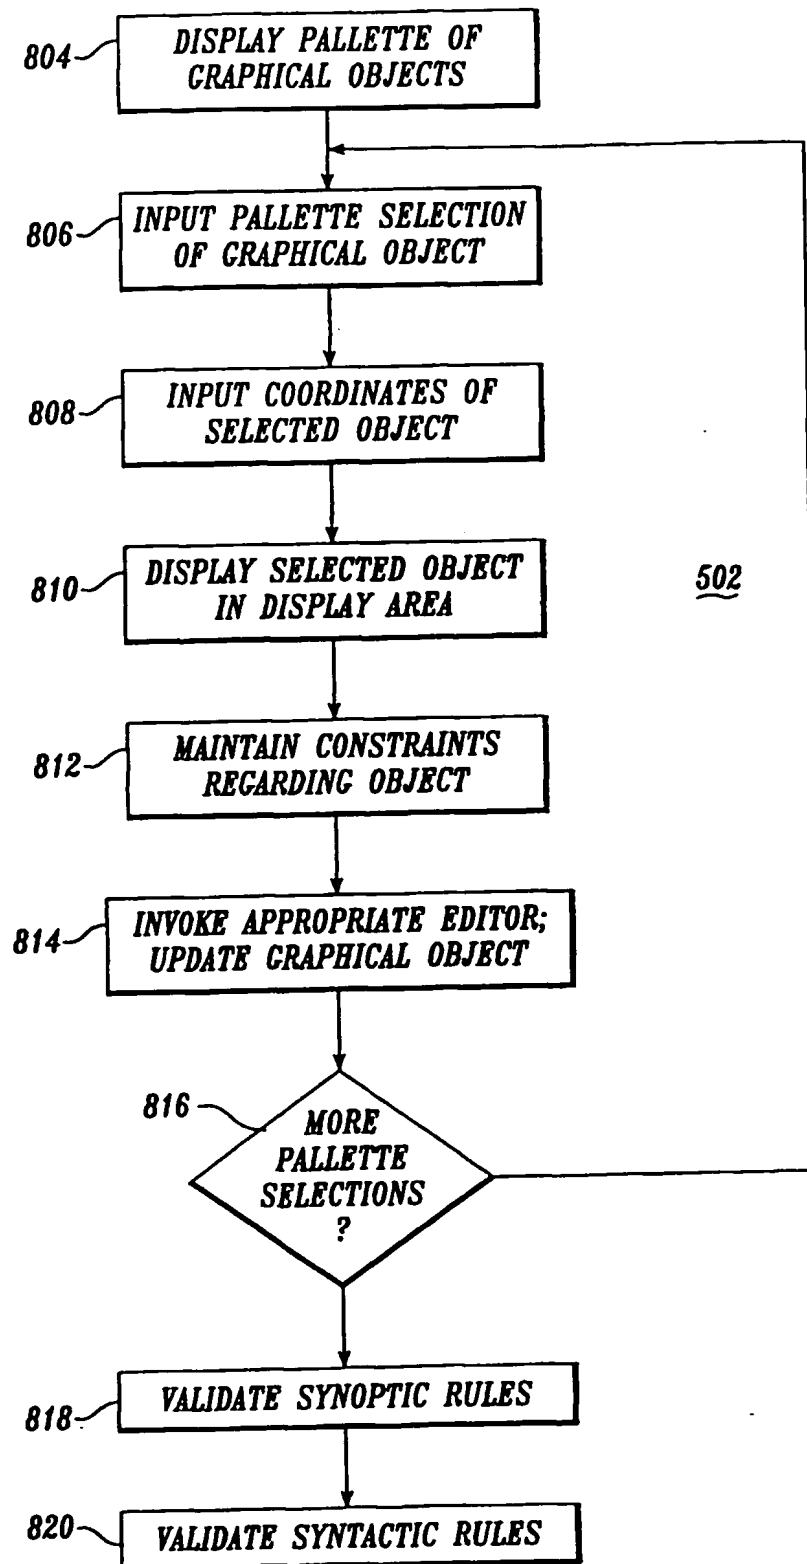 804
DISPLAY PALLETTE OF
GRAPHICAL OBJECTS
806
INPUT PALLETTE SELECTION
OF GRAPHICAL OBJECT
808
INPUT COORDINATES OF
SELECTED OBJECT
810
DISPLAY SELECTED OBJECT
IN DISPLAY AREA
502
812
MAINTAIN CONSTRAINTS
REGARDING OBJECT
814
INVOKE APPROPRIATE EDITOR;
UPDATE GRAPHICAL OBJECT
816
MORE
PALLETTE
SELECTIONS
?
818
VALIDATE SYNOPTIC RULES
820
VALIDATE SYNTACTIC RULES